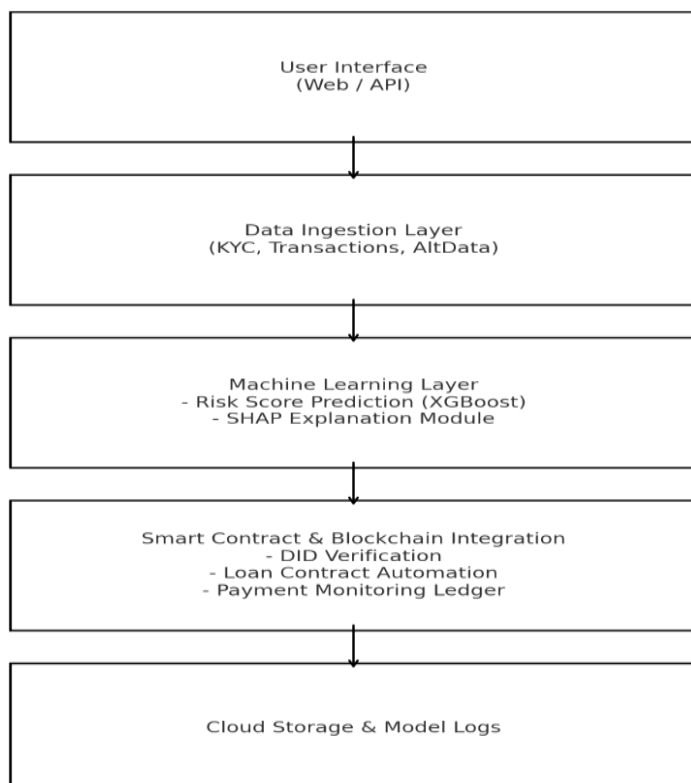 User Interface
(Web / API)
Data Ingestion Layer
(KYC, Transactions, AltData)
Machine Learning Layer
- Risk Score Prediction (XGBoost)
- SHAP Explanation Module
Smart Contract & Blockchain Integration
- DID Verification
- Loan Contract Automation
- Payment Monitoring Ledger
Cloud Storage & Model Logs